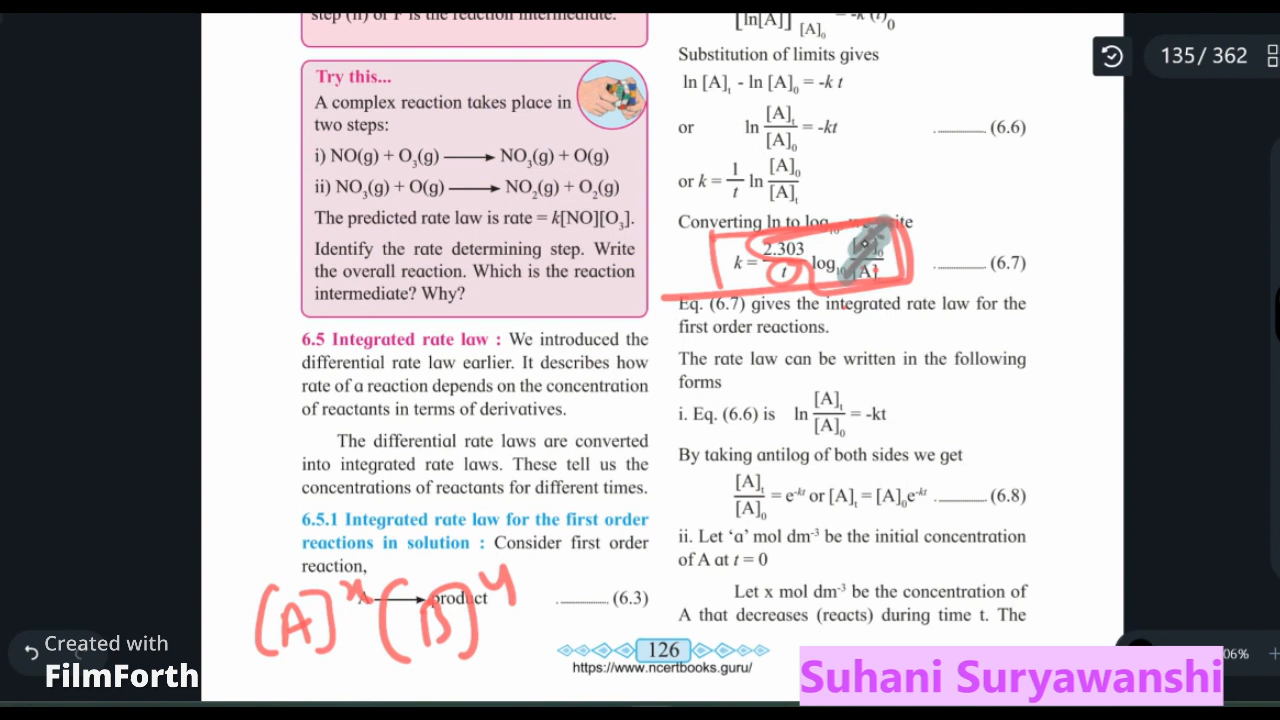 step (ii) or F is the reaction intermediate.
Try this...
A complex reaction takes place in
two steps:
i) NO(g) + O₃(g) ⟶ NO₃(g) + O(g)
ii) NO₃(g) + O(g) ⟶ NO₂(g) + O₂(g)
The predicted rate law is rate = k[NO][O₃].
Identify the rate determining step. Write
the overall reaction. Which is the reaction
intermediate? Why?
6.5 Integrated rate law : We introduced the
differential rate law earlier. It describes how
rate of a reaction depends on the concentration
of reactants in terms of derivatives.
The differential rate laws are converted
into integrated rate laws. These tell us the
concentrations of reactants for different times.
6.5.1 Integrated rate law for the first order
reactions in solution : Consider first order
reaction,
A ⟶ product ............... (6.3)
[A]ˣ [B]ʸ
[ln[A]] [A]₀ = -k (t)₀
Substitution of limits gives
ln [A]ₜ - ln [A]₀ = -k t
or ln [A]ₜ/[A]₀ = -kt ............... (6.6)
or k = 1/t ln [A]₀/[A]ₜ
Converting ln to log₁₀, we write
k = 2.303/t log₁₀ [A]₀/[A]ₜ ............... (6.7)
Eq. (6.7) gives the integrated rate law for the
first order reactions.
The rate law can be written in the following
forms
i. Eq. (6.6) is ln [A]ₜ/[A]₀ = -kt
By taking antilog of both sides we get
[A]ₜ/[A]₀ = e⁻ᵏᵗ or [A]ₜ = [A]₀e⁻ᵏᵗ ............... (6.8)
ii. Let ‘a’ mol dm⁻³ be the initial concentration
of A at t = 0
Let x mol dm⁻³ be the concentration of
A that decreases (reacts) during time t. The
126
https://www.ncertbooks.guru/
135/ 362
06%
Created with
FilmForth
Suhani Suryawanshi